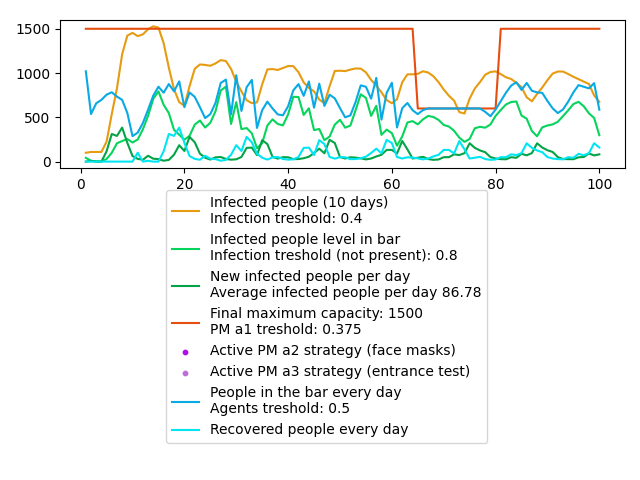 1500
1000
500
0
0
20
40
60
80
100
Infected people (10 days)
Infection treshold: 0.4
Infected people level in bar
Infection treshold (not present): 0.8
New infected people per day
Average infected people per day 86.78
Final maximum capacity: 1500
PM a1 treshold: 0.375
Active PM a2 strategy (face masks)
Active PM a3 strategy (entrance test)
People in the bar every day
Agents treshold: 0.5
Recovered people every day